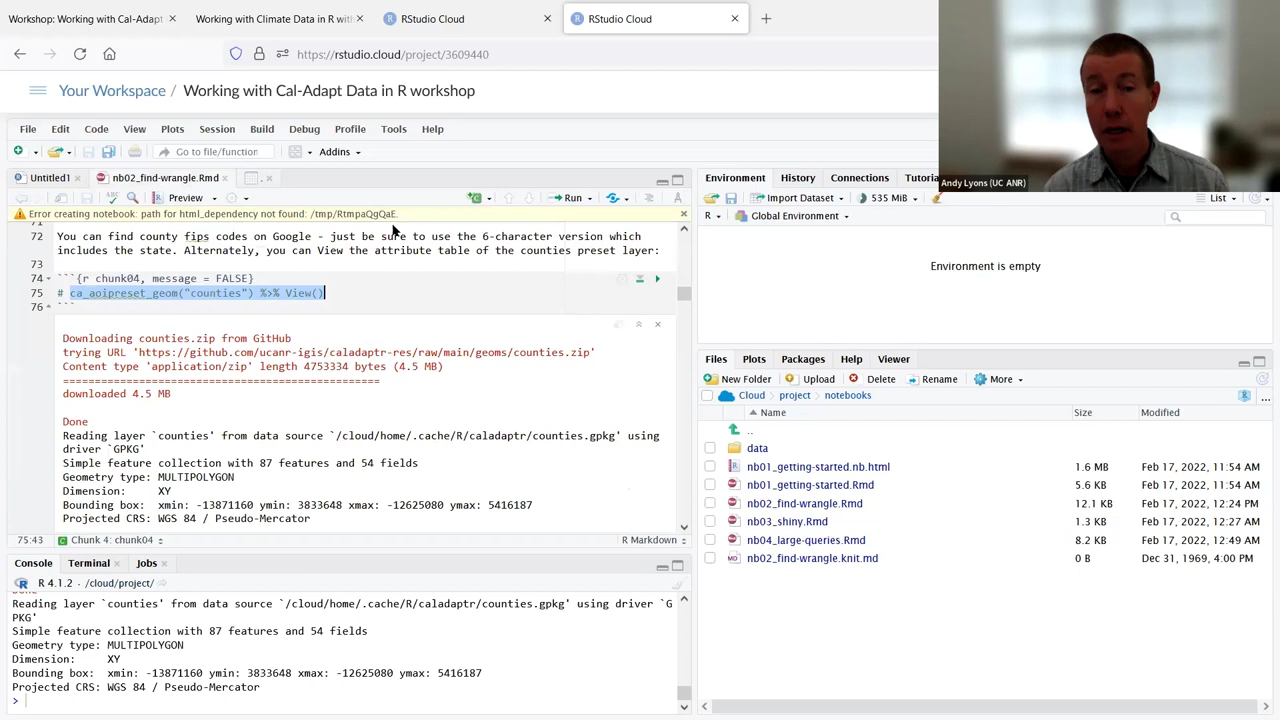 Workshop: Working with Cal-Adapt
Working with Climate Data in R wit
RStudio Cloud
RStudio Cloud
https://rstudio.cloud/project/3609440
Your Workspace / Working with Cal-Adapt Data in R workshop
File Edit Code View Plots Session Build Debug Profile Tools Help
Go to file/function Addins
Untitled1 nb02_find-wrangle.Rmd
Preview Run
Error creating notebook: path for html_dependency not found: /tmp/RtmpaQgQaE.
71
72 You can find county fips codes on Google - just be sure to use the 6-character version which
includes the state. Alternately, you can View the attribute table of the counties preset layer:
73
74 ```{r chunk04, message = FALSE}
75 # ca_aoipreset_geom("counties") %>% View()
76 ```
Downloading counties.zip from GitHub
trying URL 'https://github.com/ucanr-igis/caladaptr-res/raw/main/geoms/counties.zip'
Content type 'application/zip' length 4753334 bytes (4.5 MB)
==================================================
downloaded 4.5 MB
Done
Reading layer `counties' from data source `/cloud/home/.cache/R/caladaptr/counties.gpkg' using
driver `GPKG'
Simple feature collection with 87 features and 54 fields
Geometry type: MULTIPOLYGON
Dimension: XY
Bounding box: xmin: -13871160 ymin: 3833648 xmax: -12625080 ymax: 5416187
Projected CRS: WGS 84 / Pseudo-Mercator
75:43 Chunk 4: chunk04 R Markdown
Console Terminal Jobs
R 4.1.2 · /cloud/project/
Done
Reading layer `counties' from data source `/cloud/home/.cache/R/caladaptr/counties.gpkg' using driver `G
PKG'
Simple feature collection with 87 features and 54 fields
Geometry type: MULTIPOLYGON
Dimension: XY
Bounding box: xmin: -13871160 ymin: 3833648 xmax: -12625080 ymax: 5416187
Projected CRS: WGS 84 / Pseudo-Mercator
>
Andy Lyons (UC ANR)
Environment History Connections Tutoria
Import Dataset 535 MiB List
R Global Environment
Environment is empty
Files Plots Packages Help Viewer
New Folder Upload Delete Rename More
Cloud project notebooks ...
Name Size Modified
..
data
nb01_getting-started.nb.html 1.6 MB Feb 17, 2022, 11:54 AM
nb01_getting-started.Rmd 5.6 KB Feb 17, 2022, 11:54 AM
nb02_find-wrangle.Rmd 12.1 KB Feb 17, 2022, 12:24 PM
nb03_shiny.Rmd 1.3 KB Feb 17, 2022, 12:27 AM
nb04_large-queries.Rmd 8.2 KB Feb 17, 2022, 12:49 AM
nb02_find-wrangle.knit.md 0 B Dec 31, 1969, 4:00 PM